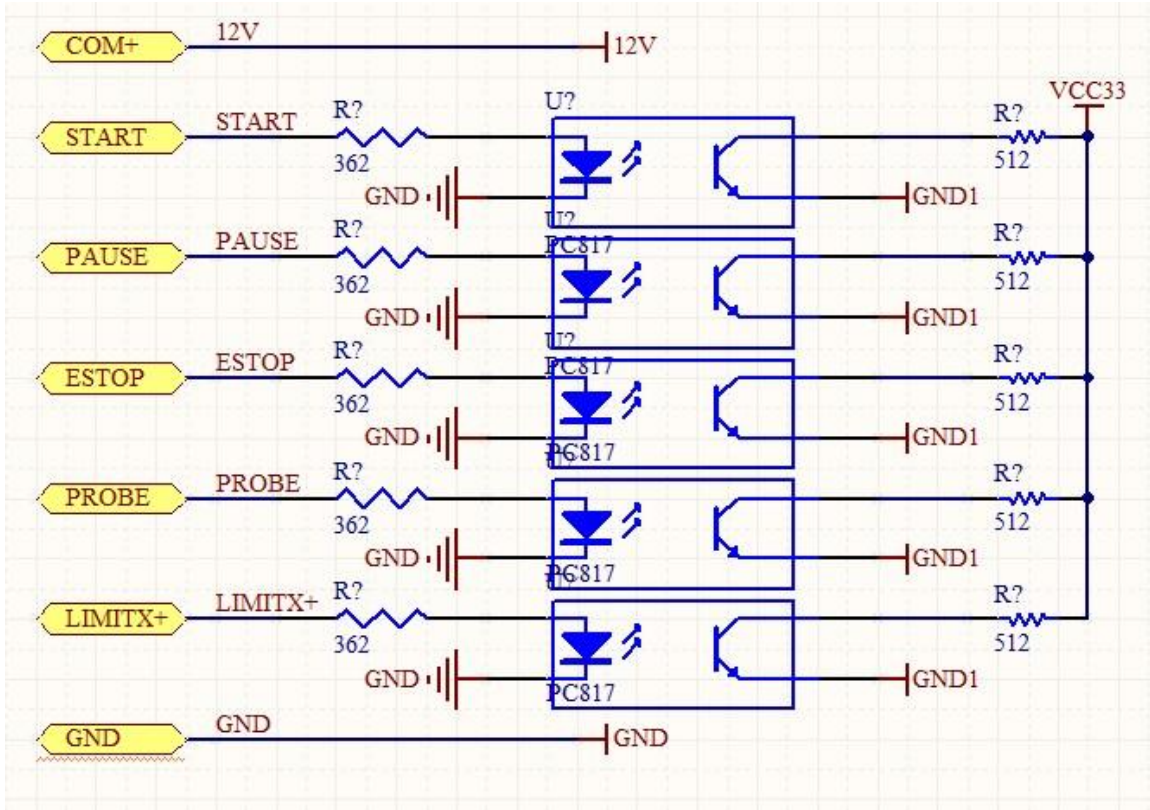 COM+ 12V 12V
VCC33
R? U? R?
START START
362 512
GND GND1
R? U? R?
PAUSE PAUSE PC817
362 512
GND GND1
R? U? R?
ESTOP ESTOP PC817
362 512
GND GND1
PC817
R? R?
PROBE PROBE
362 512
GND GND1
PC817
R? R?
LIMITX+ LIMITX+
362 512
GND GND1
PC817
GND GND GND